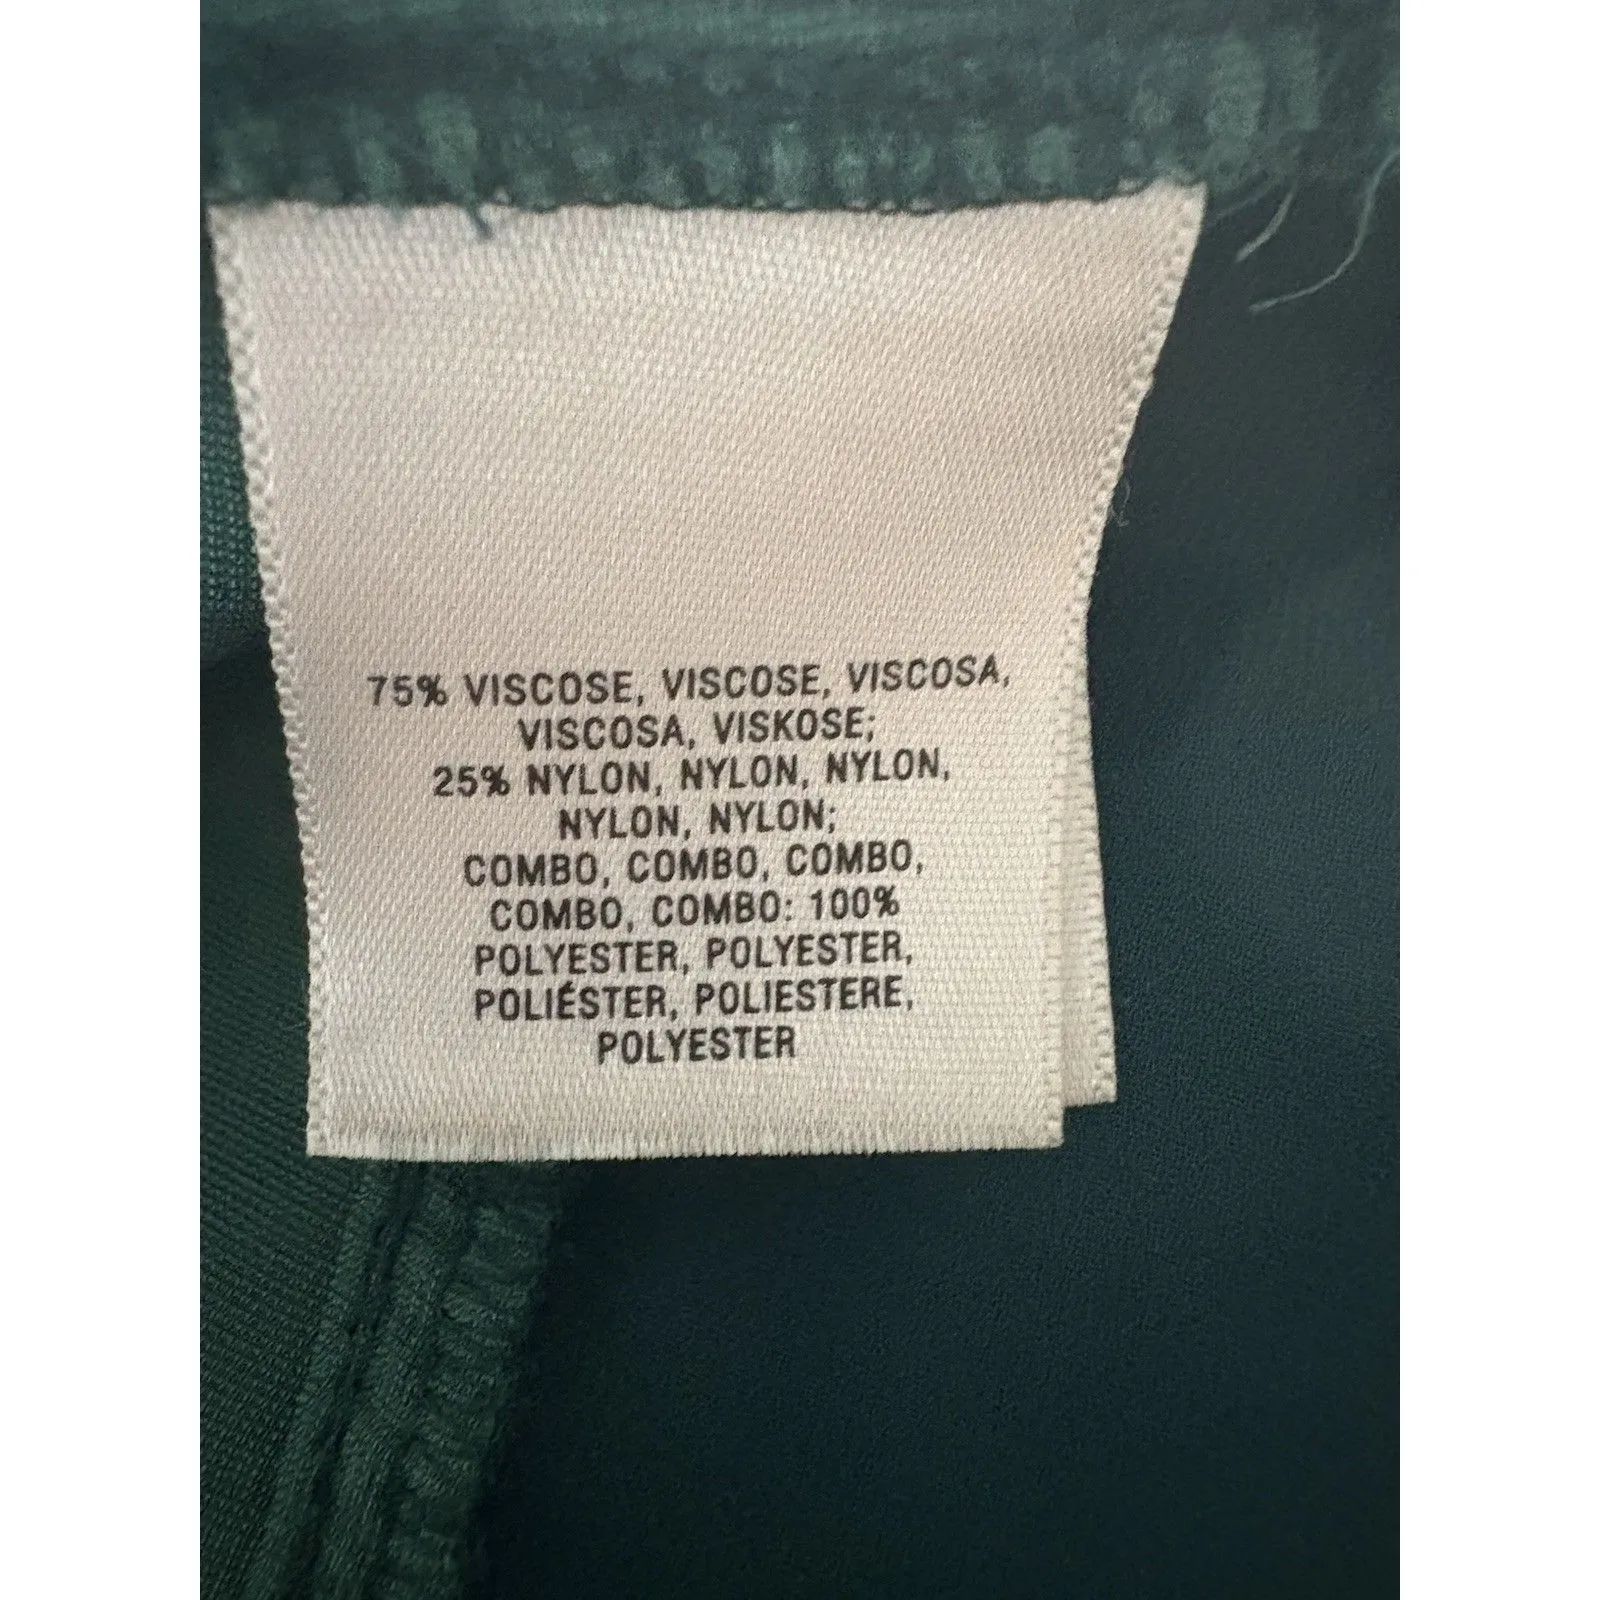 75% VISCOSE, VISCOSE, VISCOSA,
VISCOSA, VISKOSE;
25% NYLON, NYLON, NYLON,
NYLON, NYLON;
COMBO, COMBO, COMBO,
COMBO, COMBO: 100%
POLYESTER, POLYESTER,
POLIÉSTER, POLIESTERE,
POLYESTER